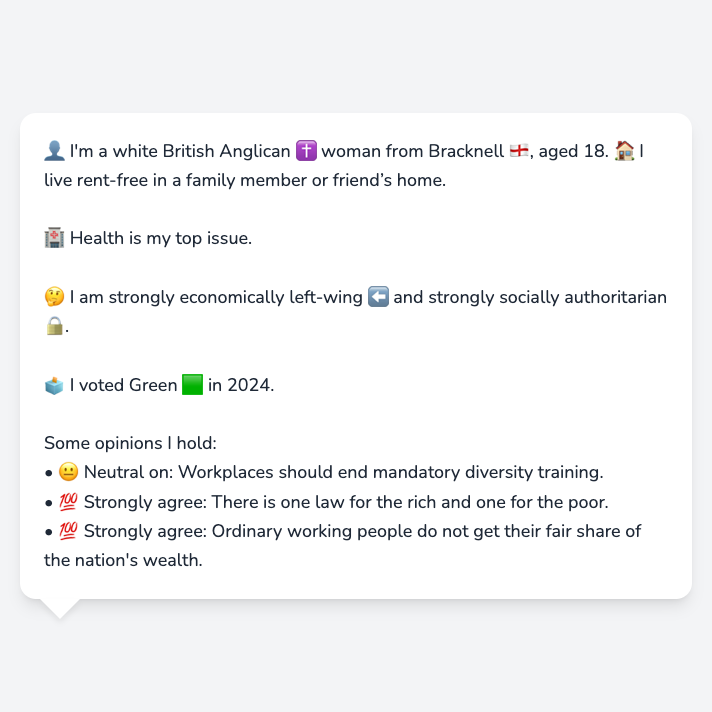 👤 I'm a white British Anglican ✝️ woman from Bracknell 🏴󠁧󠁢󠁥󠁮󠁧󠁿, aged 18. 🏠 I
live rent-free in a family member or friend’s home.
🏥 Health is my top issue.
🤔 I am strongly economically left-wing ⬅️ and strongly socially authoritarian
🔒.
🗳️ I voted Green 🟩 in 2024.
Some opinions I hold:
• 😐 Neutral on: Workplaces should end mandatory diversity training.
• 💯 Strongly agree: There is one law for the rich and one for the poor.
• 💯 Strongly agree: Ordinary working people do not get their fair share of
the nation's wealth.